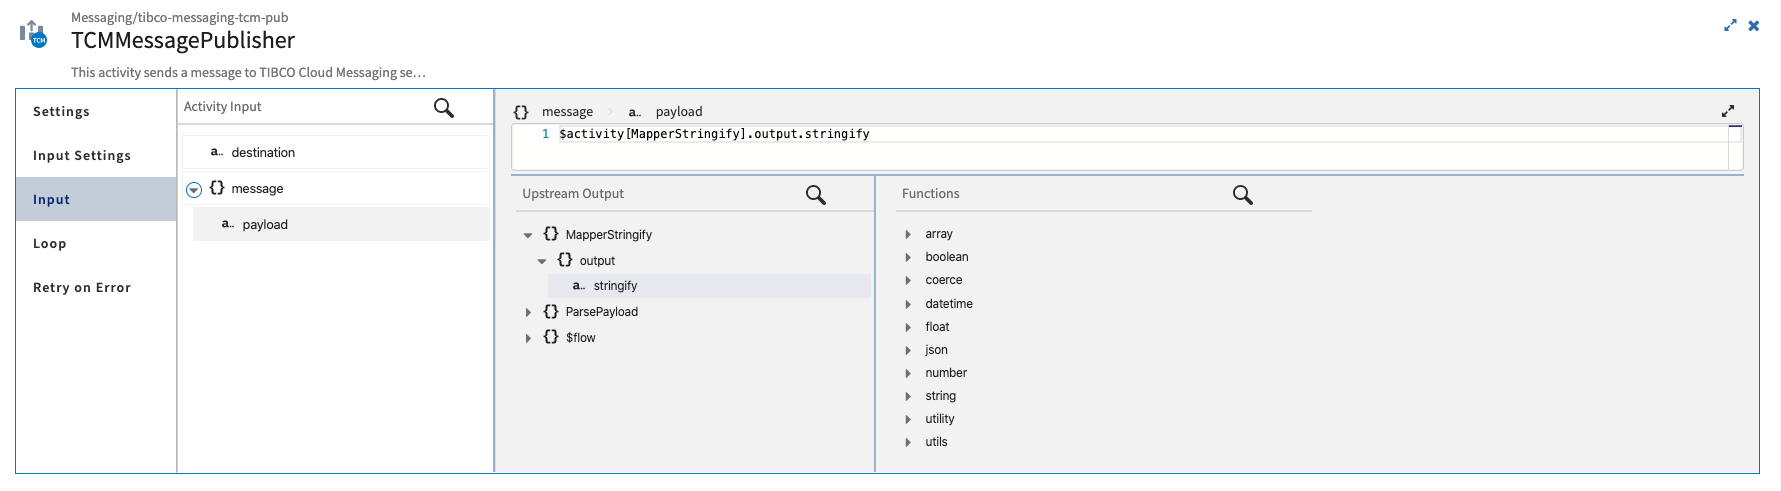 Messaging/tibco-messaging-tcm-pub
TCM
TCMMessagePublisher
This activity sends a message to TIBCO Cloud Messaging se…
Settings
Input Settings
Input
Loop
Retry on Error
Activity Input
a.. destination
{} message
a.. payload
{} message a.. payload
1 $activity[MapperStringify].output.stringify
Upstream Output
{} MapperStringify
{} output
a.. stringify
{} ParsePayload
{} $flow
Functions
array
boolean
coerce
datetime
float
json
number
string
utility
utils